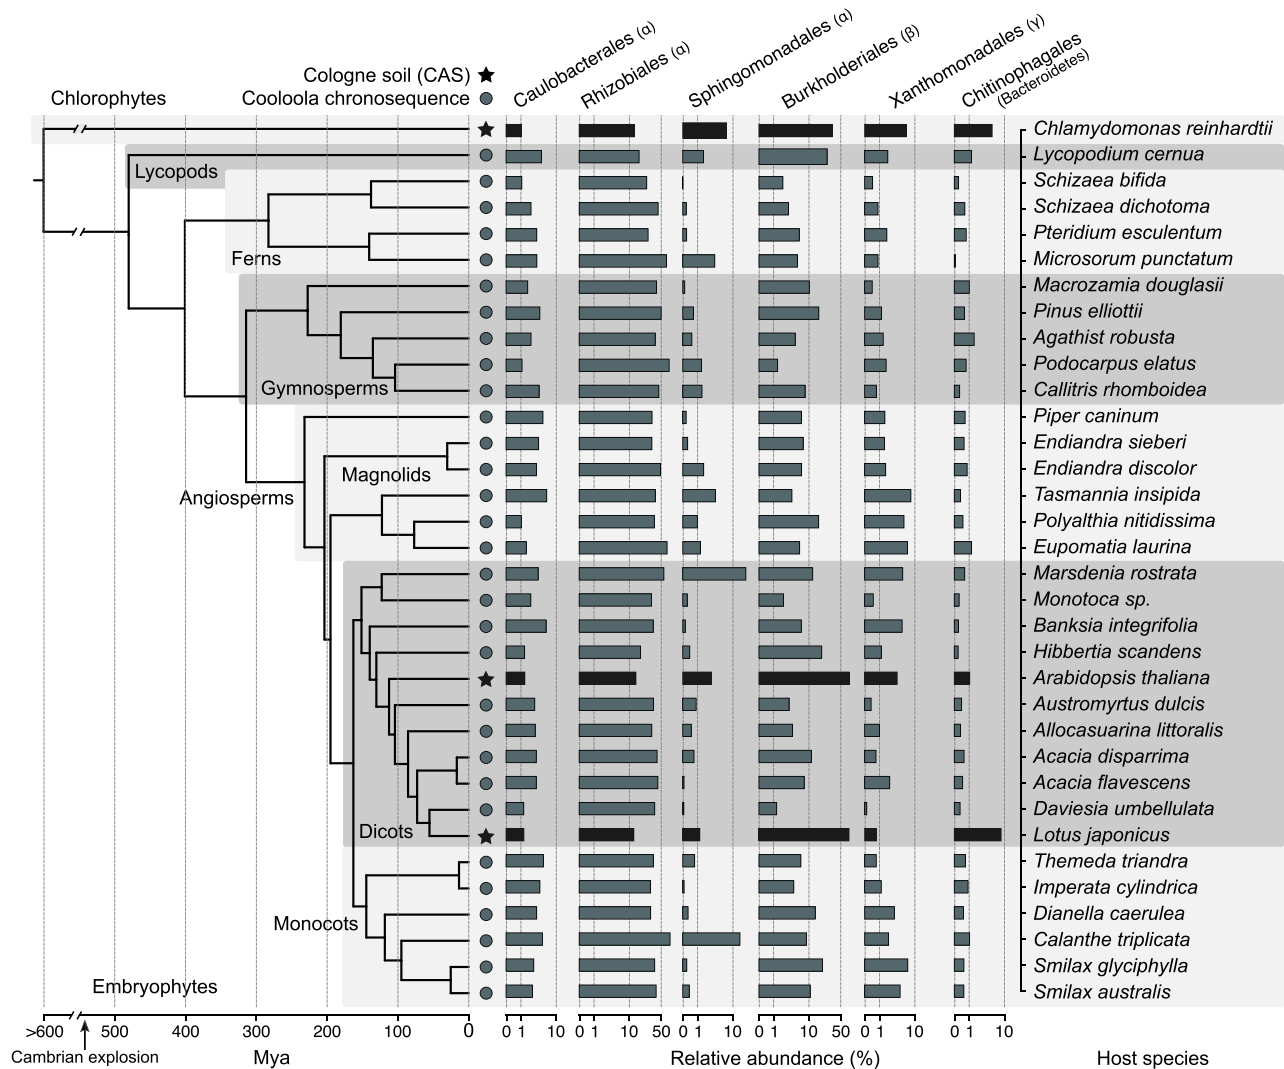 Caulobacterales (α)
Rhizobiales (α)
Sphingomonadales (α)
Burkholderiales (β)
Xanthomonadales (γ)
Chitinophagales
(Bacteroidetes)
Cologne soil (CAS)
Chlorophytes
Cooloola chronosequence
Chlamydomonas reinhardtii
Lycopodium cernua
Lycopods
Schizaea bifida
Schizaea dichotoma
Pteridium esculentum
Ferns
Microsorum punctatum
Macrozamia douglasii
Pinus elliottii
Agathist robusta
Podocarpus elatus
Gymnosperms
Callitris rhomboidea
Piper caninum
Endiandra sieberi
Magnolids
Endiandra discolor
Angiosperms
Tasmannia insipida
Polyalthia nitidissima
Eupomatia laurina
Marsdenia rostrata
Monotoca sp.
Banksia integrifolia
Hibbertia scandens
Arabidopsis thaliana
Austromyrtus dulcis
Allocasuarina littoralis
Acacia disparrima
Acacia flavescens
Daviesia umbellulata
Dicots
Lotus japonicus
Themeda triandra
Imperata cylindrica
Monocots
Dianella caerulea
Calanthe triplicata
Smilax glyciphylla
Embryophytes
Smilax australis
>600 500 400 300 200 100 0
0 1 10
0 1 10 50
0 1 10
0 1 10 50
0 1 10
0 1 10
Cambrian explosion
Mya
Relative abundance (%)
Host species